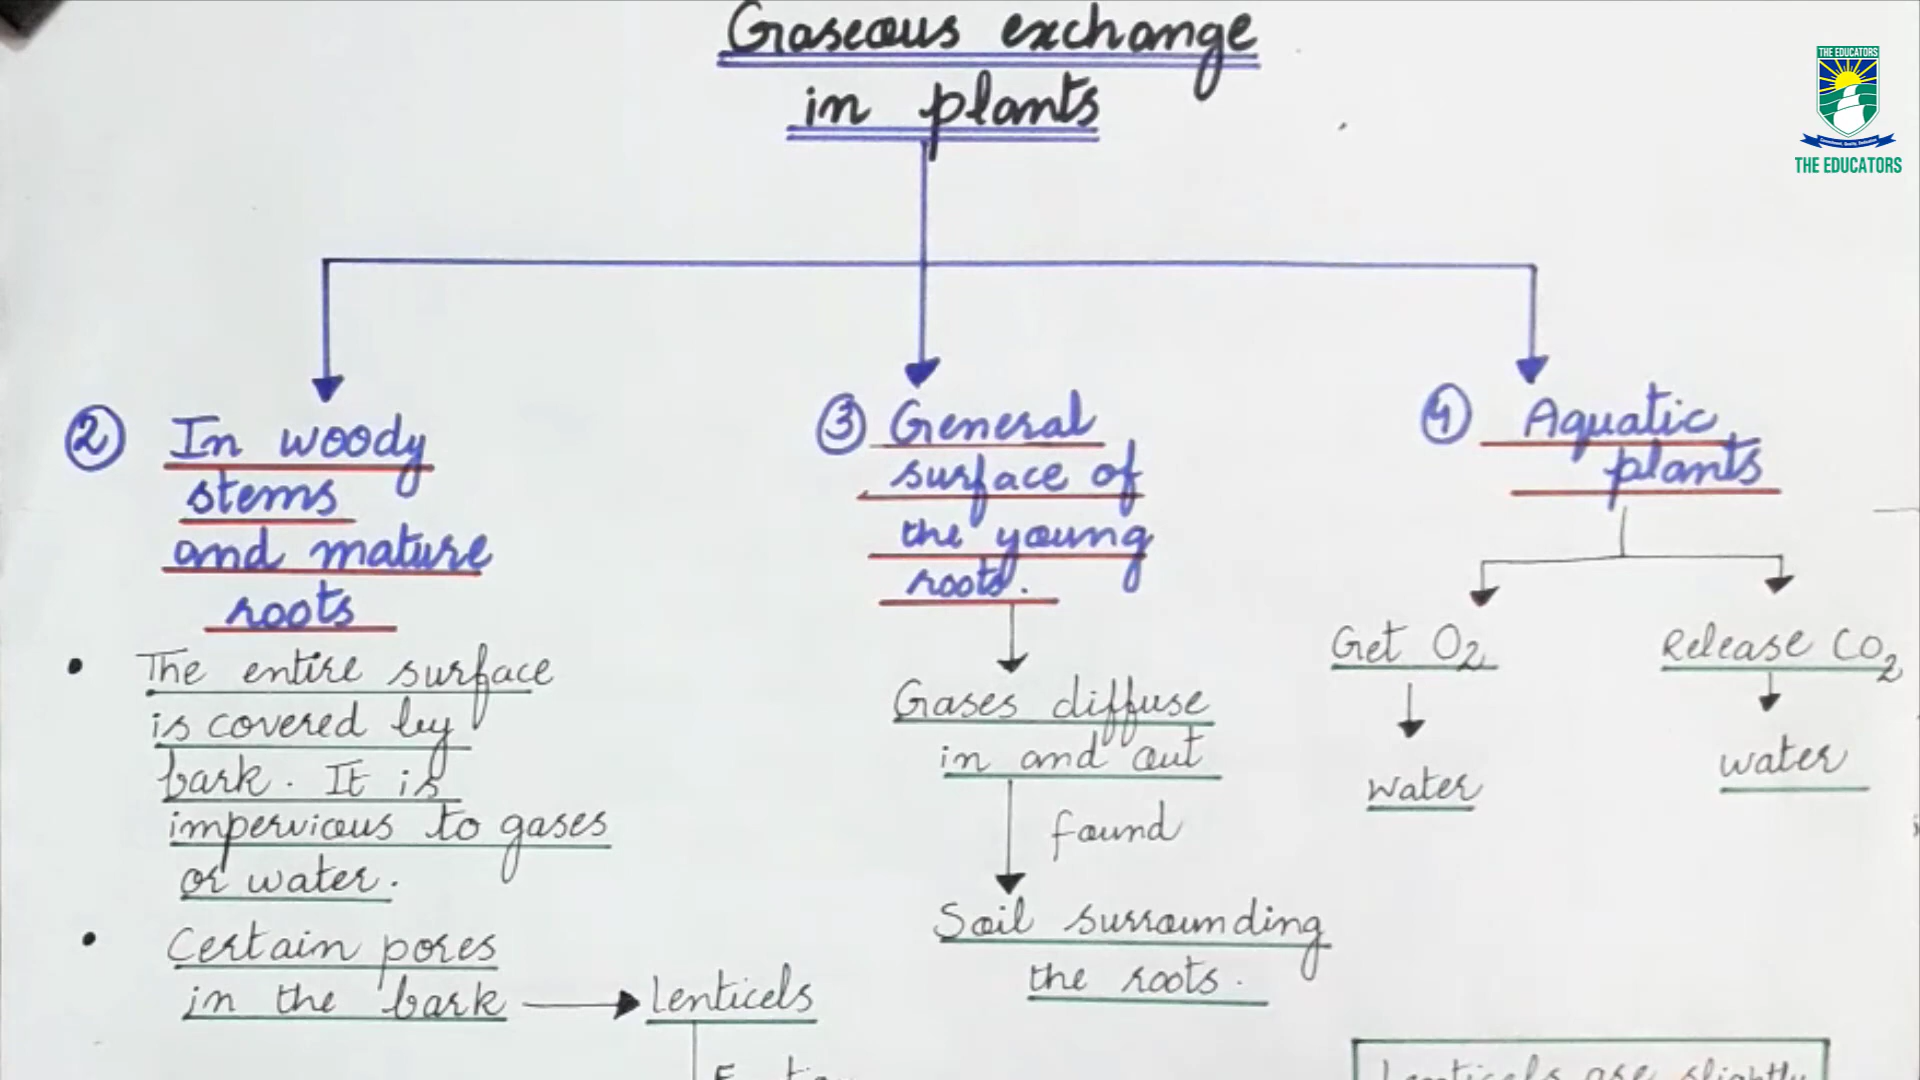 Gaseous exchange
in plants
THE EDUCATORS
THE EDUCATORS
② In woody
stems
and mature
roots
• The entire surface
is covered by
bark. It is
impervious to gases
or water.
• Certain pores
in the bark → Lenticels
③ General
surface of
the young
roots.
Gases diffuse
in and out
found
Soil surrounding
the roots.
④ Aquatic
plants
Get O2
water
Release CO2
water
Lenticels are slightly